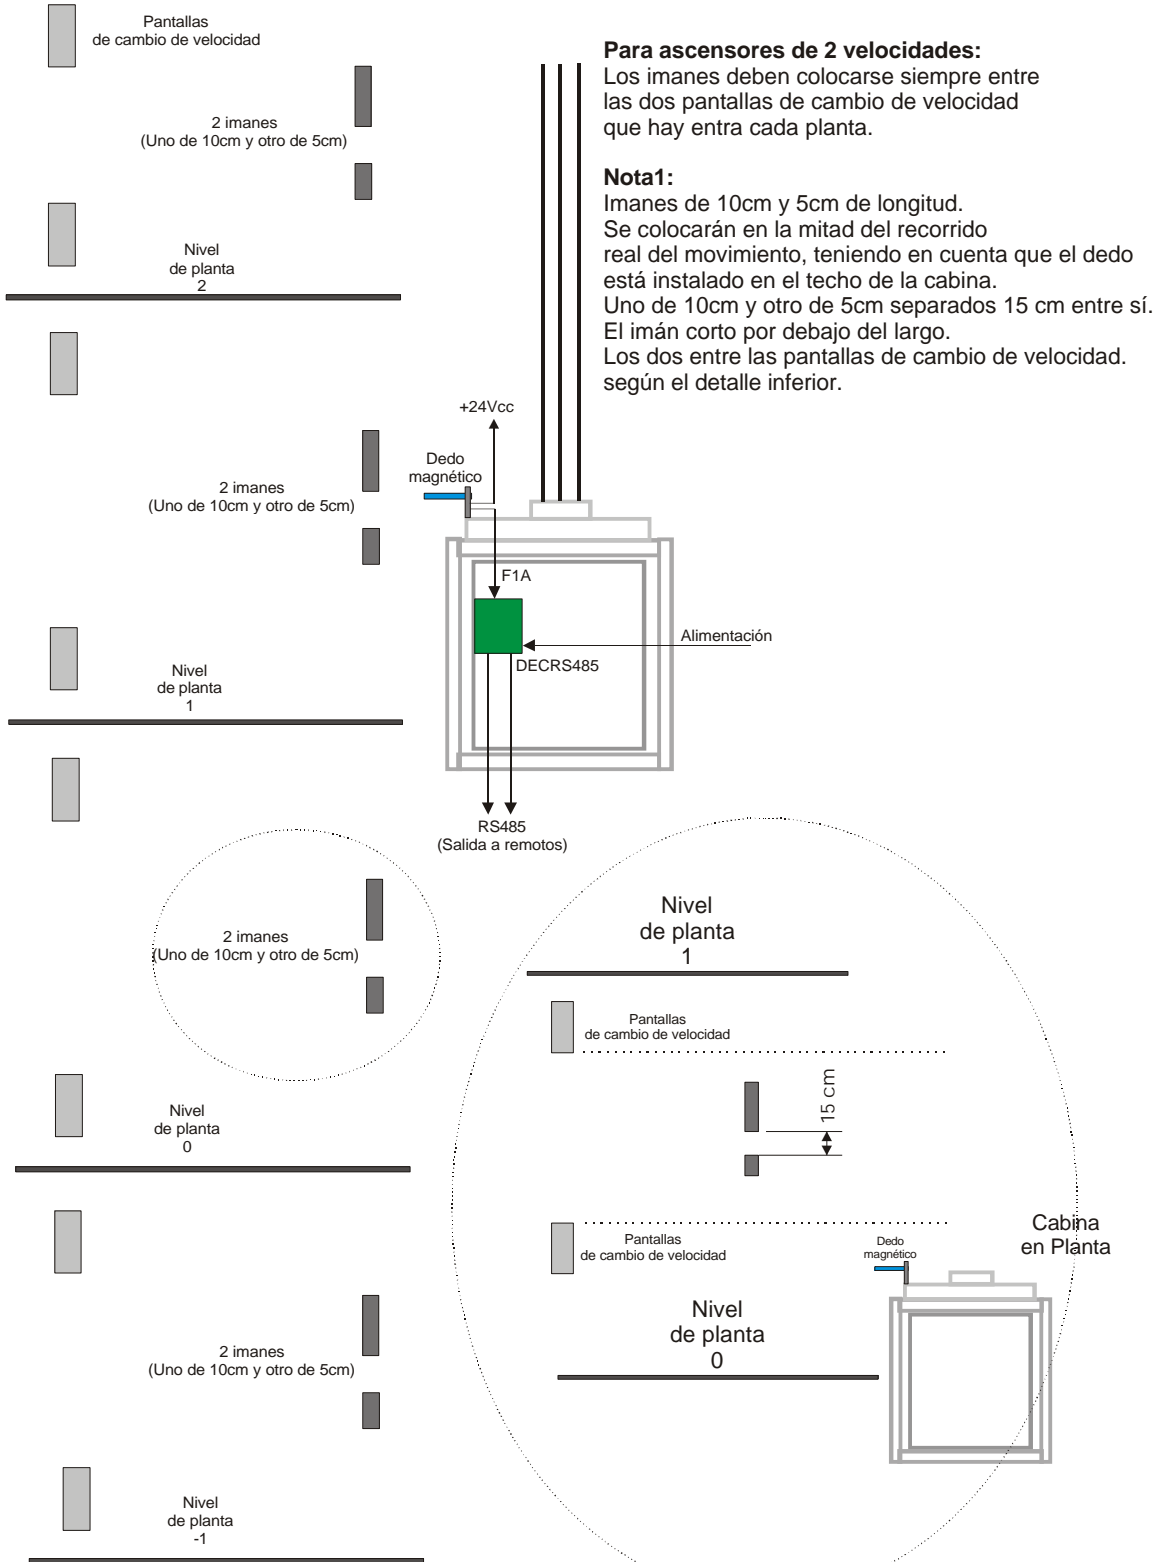 Pantallas
de cambio de velocidad
2 imanes
(Uno de 10cm y otro de 5cm)
Nivel
de planta
2
Para ascensores de 2 velocidades:
Los imanes deben colocarse siempre entre
las dos pantallas de cambio de velocidad
que hay entra cada planta.
Nota1:
Imanes de 10cm y 5cm de longitud.
Se colocarán en la mitad del recorrido
real del movimiento, teniendo en cuenta que el dedo
está instalado en el techo de la cabina.
Uno de 10cm y otro de 5cm separados 15 cm entre sí.
El imán corto por debajo del largo.
Los dos entre las pantallas de cambio de velocidad.
según el detalle inferior.
+24Vcc
Dedo
magnético
2 imanes
(Uno de 10cm y otro de 5cm)
F1A
Alimentación
DECRS485
Nivel
de planta
1
RS485
(Salida a remotos)
2 imanes
(Uno de 10cm y otro de 5cm)
Nivel
de planta
1
Pantallas
de cambio de velocidad
15 cm
Nivel
de planta
0
Pantallas
de cambio de velocidad
Dedo
magnético
Cabina
en Planta
Nivel
de planta
0
2 imanes
(Uno de 10cm y otro de 5cm)
Nivel
de planta
-1